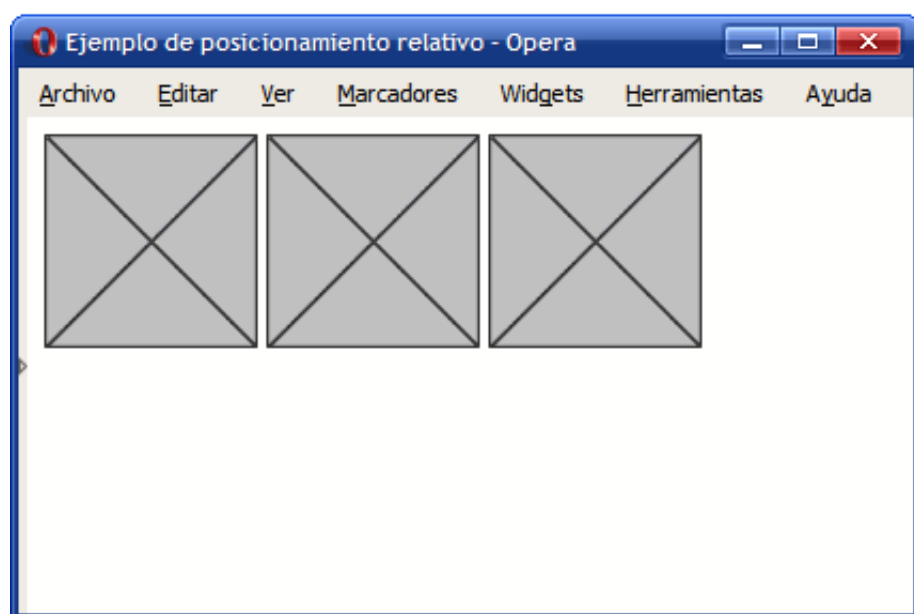 Ejemplo de posicionamiento relativo - Opera
Archivo Editar Ver Marcadores Widgets Herramientas Ayuda